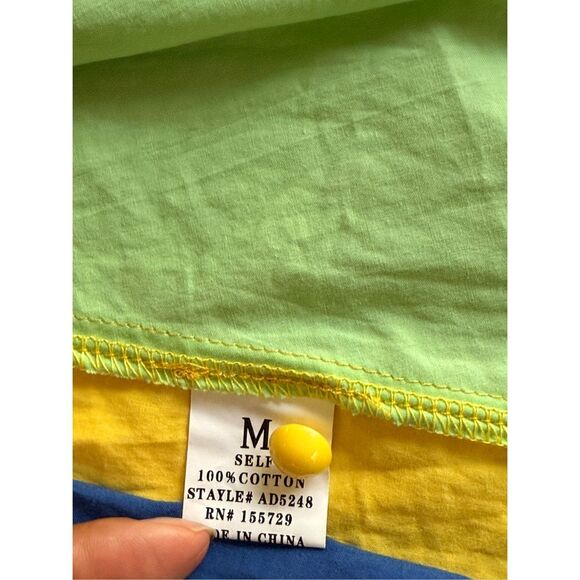 M
SELF
100%COTTON
STAYLE# AD5248
RN# 155729
DE IN CHINA